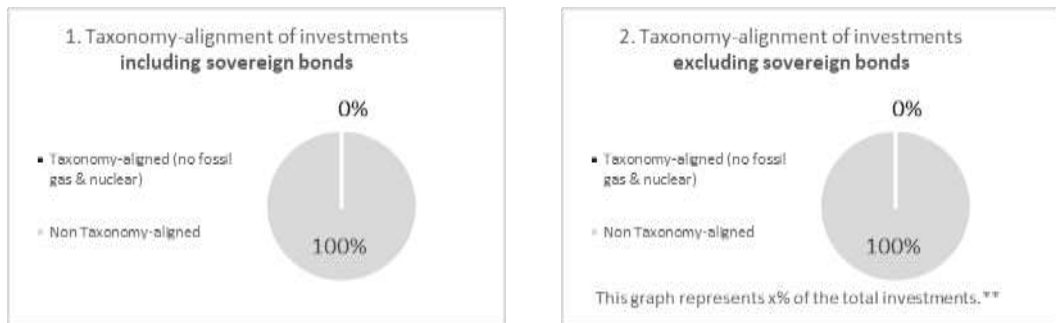 1. Taxonomy-alignment of investments
including sovereign bonds
0%
Taxonomy-aligned (no fossil
gas & nuclear)
Non Taxonomy-aligned
100%
2. Taxonomy-alignment of investments
excluding sovereign bonds
0%
Taxonomy-aligned (no fossil
gas & nuclear)
Non Taxonomy-aligned
100%
This graph represents x% of the total investments.**